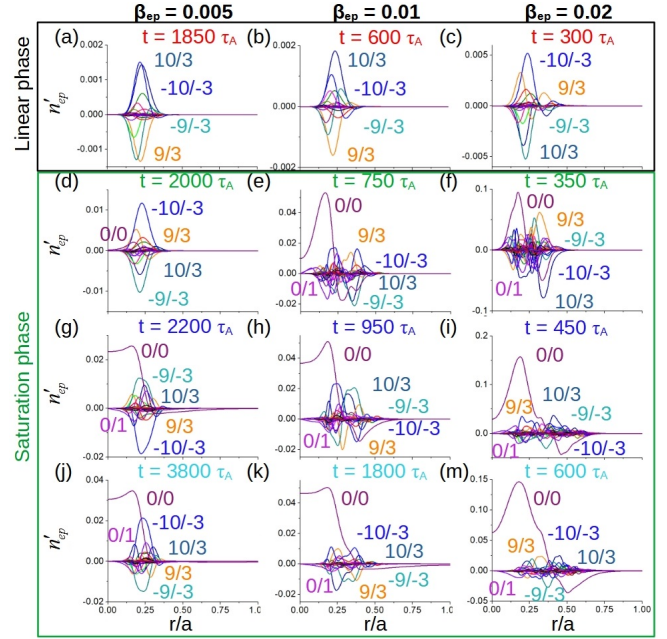 βep = 0.005 βep = 0.01 βep = 0.02
Linear phase
(a) t = 1850 τA (b) t = 600 τA (c) t = 300 τA
n'ep
0.002 0.002 0.005
0.001 0.000 0.000
0.000 -0.002 -0.005
-0.001
10/3 -10/-3 -9/-3 9/3
10/3 -10/-3 -9/-3 9/3
-10/-3 9/3 -9/-3 10/3
Saturation phase
(d) t = 2000 τA (e) t = 750 τA (f) t = 350 τA
n'ep
0.01 0.04 0.1
0.00 0.02 0.0
-0.01 0.00 -0.1
-0.02
-10/-3 0/0 9/3 10/3 -9/-3
0/0 9/3 -10/-3 0/1 10/3 -9/-3
0/0 9/3 -9/-3 -10/-3 0/1 10/3
(g) t = 2200 τA (h) t = 950 τA (i) t = 450 τA
n'ep
0.02 0.04 0.2
0.00 0.02 0.1
-0.02 0.00 0.0
-0.02
0/0 -9/-3 10/3 0/1 9/3 -10/-3
0/0 10/3 -9/-3 -10/-3 0/1 9/3
0/0 10/3 9/3 -9/-3 0/1 -10/-3
(j) t = 3800 τA (k) t = 1800 τA (m) t = 600 τA
n'ep
0.04 0.04 0.15
0.02 0.02 0.10
0.00 0.00 0.05
-0.02 -0.02 0.00
-0.05
0/0 0/1 -10/-3 10/3 9/3 -9/-3
0/0 -10/-3 10/3 0/1 -9/-3 9/3
0/0 -10/-3 9/3 10/3 0/1 -9/-3
0.00 0.25 0.50 0.75 1.0 0.00 0.25 0.50 0.75 1.0 0.00 0.25 0.50 0.75 1.00
r/a r/a r/a